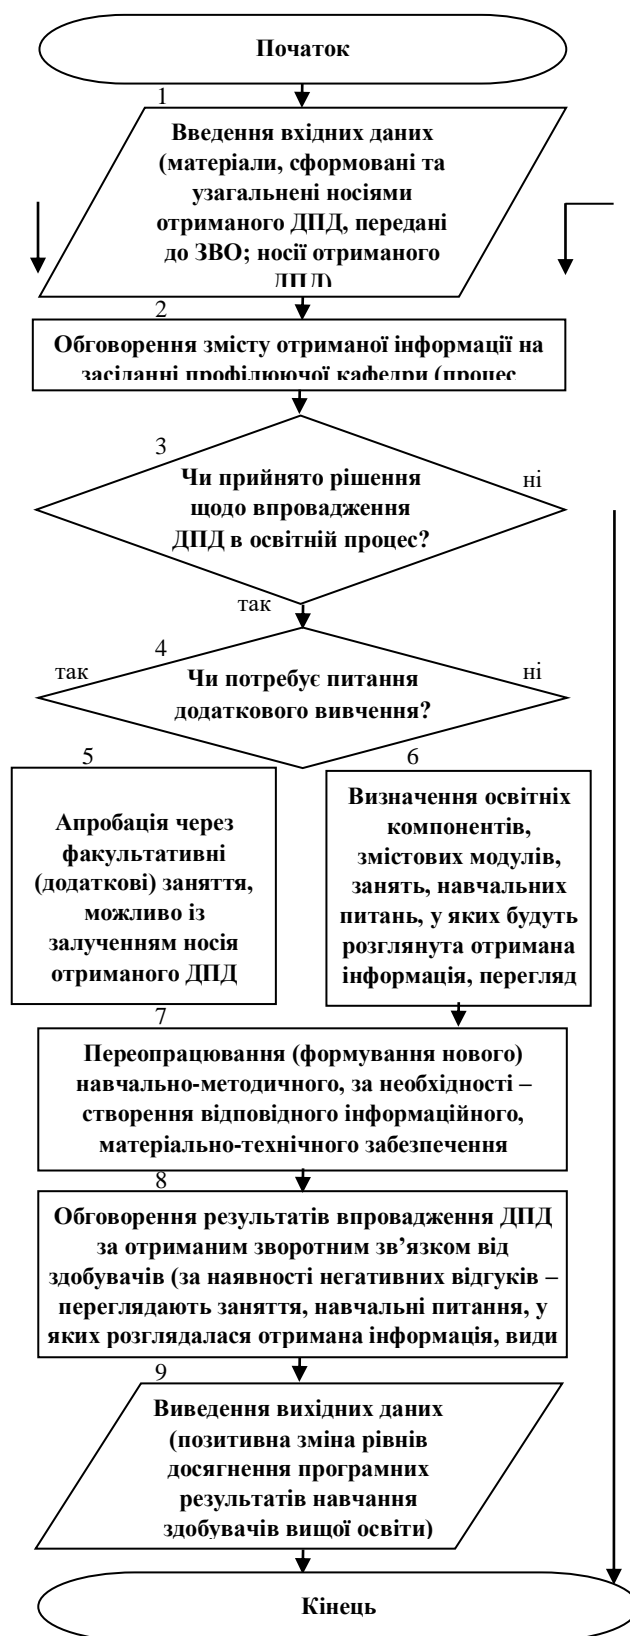 Початок
1
Введення вхідних даних
(матеріали, сформовані та
узагальнені носіями
отриманого ДПД, передані
до ЗВО; носії отриманого
ДПД)
2
Обговорення змісту отриманої інформації на
засіданні профілюючої кафедри (процес
3
Чи прийнято рішення
щодо впровадження
ДПД в освітній процес?
ні
так
4
так
Чи потребує питання
додаткового вивчення?
ні
5
Апробація через
факультативні
(додаткові) заняття,
можливо із
залученням носія
отриманого ДПД
6
Визначення освітніх
компонентів,
змістових модулів,
занять, навчальних
питань, у яких будуть
розглянута отримана
інформація, перегляд
7
Переопрацювання (формування нового)
навчально-методичного, за необхідності –
створення відповідного інформаційного,
матеріально-технічного забезпечення
8
Обговорення результатів впровадження ДПД
за отриманим зворотним зв’язком від
здобувачів (за наявності негативних відгуків –
переглядають заняття, навчальні питання, у
яких розглядалася отримана інформація, види
9
Виведення вихідних даних
(позитивна зміна рівнів
досягнення програмних
результатів навчання
здобувачів вищої освіти)
Кінець